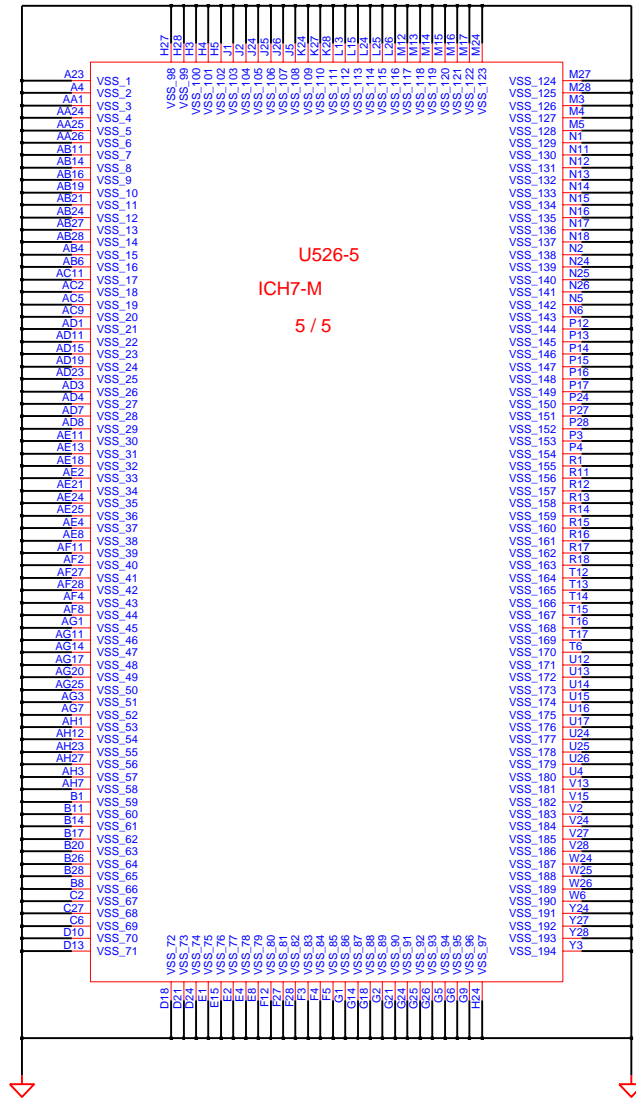 H27 H28 H3 H4 H5 J1 J2 J24 J25 J26 J5 K24 K27 K28 L13 L15 L24 L25 L26 M12 M13 M14 M15 M16 M17 M24
VSS_98 VSS_99 VSS_100 VSS_101 VSS_102 VSS_103 VSS_104 VSS_105 VSS_106 VSS_107 VSS_108 VSS_109 VSS_110 VSS_111 VSS_112 VSS_113 VSS_114 VSS_115 VSS_116 VSS_117 VSS_118 VSS_119 VSS_120 VSS_121 VSS_122 VSS_123
A23 VSS_1 VSS_124 M27
A4 VSS_2 VSS_125 M28
AA1 VSS_3 VSS_126 M3
AA24 VSS_4 VSS_127 M4
AA25 VSS_5 VSS_128 M5
AA26 VSS_6 VSS_129 N1
AB11 VSS_7 VSS_130 N11
AB14 VSS_8 VSS_131 N12
AB16 VSS_9 VSS_132 N13
AB19 VSS_10 VSS_133 N14
AB21 VSS_11 VSS_134 N15
AB24 VSS_12 VSS_135 N16
AB27 VSS_13 VSS_136 N17
AB28 VSS_14 VSS_137 N18
U526-5
AB4 VSS_15 VSS_138 N2
AB6 VSS_16 VSS_139 N24
AC11 VSS_17 VSS_140 N25
ICH7-M
AC2 VSS_18 VSS_141 N26
AC5 VSS_19 VSS_142 N5
AC9 VSS_20 VSS_143 N6
5 / 5
AD1 VSS_21 VSS_144 P12
AD11 VSS_22 VSS_145 P13
AD15 VSS_23 VSS_146 P14
AD19 VSS_24 VSS_147 P15
AD23 VSS_25 VSS_148 P16
AD3 VSS_26 VSS_149 P17
AD4 VSS_27 VSS_150 P24
AD7 VSS_28 VSS_151 P27
AD8 VSS_29 VSS_152 P28
AE11 VSS_30 VSS_153 P3
AE13 VSS_31 VSS_154 P4
AE18 VSS_32 VSS_155 R1
AE2 VSS_33 VSS_156 R11
AE21 VSS_34 VSS_157 R12
AE24 VSS_35 VSS_158 R13
AE25 VSS_36 VSS_159 R14
AE4 VSS_37 VSS_160 R15
AE8 VSS_38 VSS_161 R16
AF11 VSS_39 VSS_162 R17
AF2 VSS_40 VSS_163 R18
AF27 VSS_41 VSS_164 T12
AF28 VSS_42 VSS_165 T13
AF4 VSS_43 VSS_166 T14
AF8 VSS_44 VSS_167 T15
AG1 VSS_45 VSS_168 T16
AG11 VSS_46 VSS_169 T17
AG14 VSS_47 VSS_170 T6
AG17 VSS_48 VSS_171 U12
AG20 VSS_49 VSS_172 U13
AG25 VSS_50 VSS_173 U14
AG3 VSS_51 VSS_174 U15
AG7 VSS_52 VSS_175 U16
AH1 VSS_53 VSS_176 U17
AH12 VSS_54 VSS_177 U24
AH23 VSS_55 VSS_178 U25
AH27 VSS_56 VSS_179 U26
AH3 VSS_57 VSS_180 U4
AH7 VSS_58 VSS_181 V13
B1 VSS_59 VSS_182 V15
B11 VSS_60 VSS_183 V2
B14 VSS_61 VSS_184 V24
B17 VSS_62 VSS_185 V27
B20 VSS_63 VSS_186 V28
B26 VSS_64 VSS_187 W24
B28 VSS_65 VSS_188 W25
B8 VSS_66 VSS_189 W26
C2 VSS_67 VSS_190 W6
C27 VSS_68 VSS_191 Y24
C6 VSS_69 VSS_192 Y27
D10 VSS_70 VSS_193 Y28
D13 VSS_71 VSS_194 Y3
VSS_72 VSS_73 VSS_74 VSS_75 VSS_76 VSS_77 VSS_78 VSS_79 VSS_80 VSS_81 VSS_82 VSS_83 VSS_84 VSS_85 VSS_86 VSS_87 VSS_88 VSS_89 VSS_90 VSS_91 VSS_92 VSS_93 VSS_94 VSS_95 VSS_96 VSS_97
D18 D21 D24 E1 E15 E2 E4 E8 F12 F27 F28 F3 F4 F5 G1 G14 G18 G2 G21 G24 G25 G26 G5 G6 G9 H24